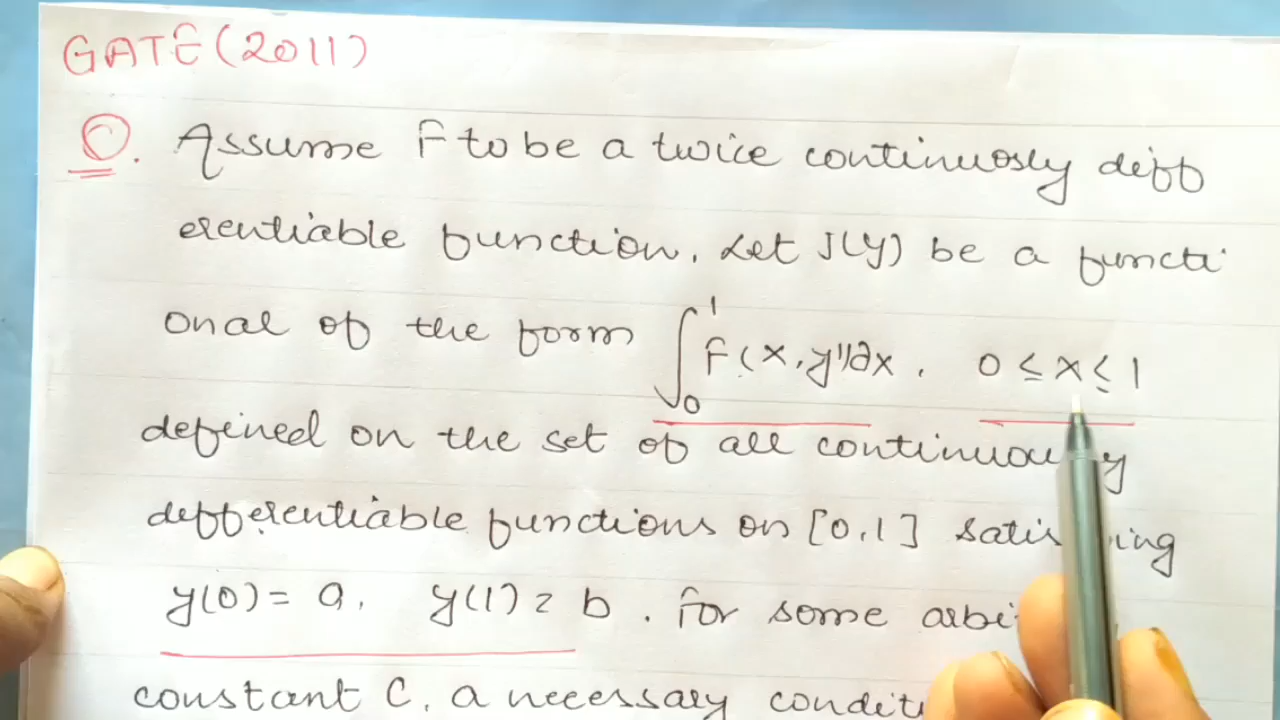 GATE (2011)
Q. Assume F to be a twice continuously diff
erentiable function. Let J(y) be a functi
onal of the form ∫₀¹ F(x, y')dx, 0 ≤ x ≤ 1
defined on the set of all
differentiable functions on [0,1]
y(0) = a, y(1) = b. For some
constant C, a necessary